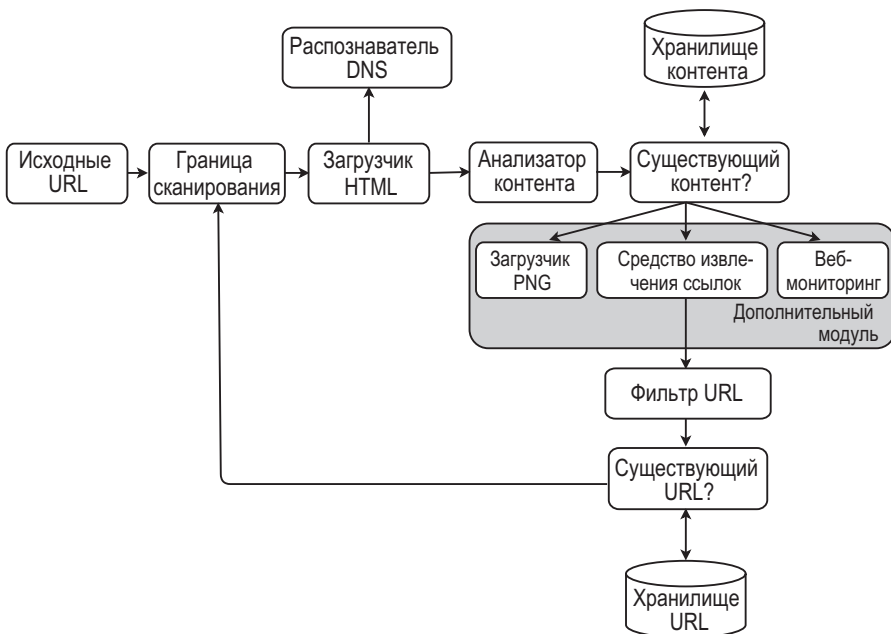 Распознаватель
DNS
Хранилище
контента
Исходные
URL
Граница
сканирования
Загрузчик
HTML
Анализатор
контента
Существующий
контент?
Загрузчик
PNG
Средство извле-
чения ссылок
Веб-
мониторинг
Дополнительный
модуль
Фильтр URL
Существующий
URL?
Хранилище
URL